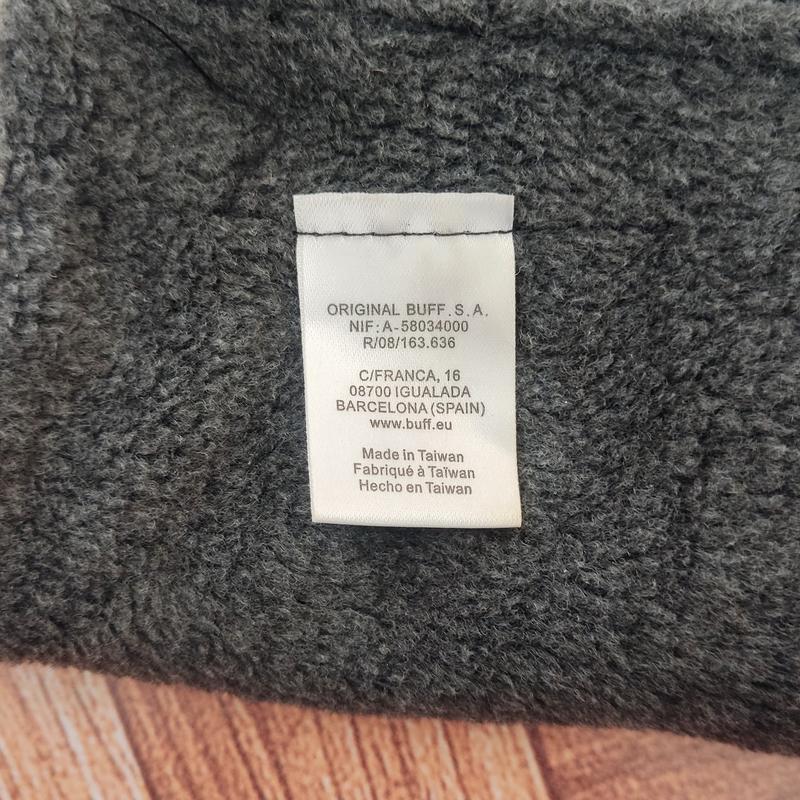 ORIGINAL BUFF. S.A.
NIF: A-58034000
R/08/163.636
C/FRANCA, 16
08700 IGUALADA
BARCELONA (SPAIN)
www.buff.eu
Made in Taiwan
Fabriqué à Taïwan
Hecho en Taiwan